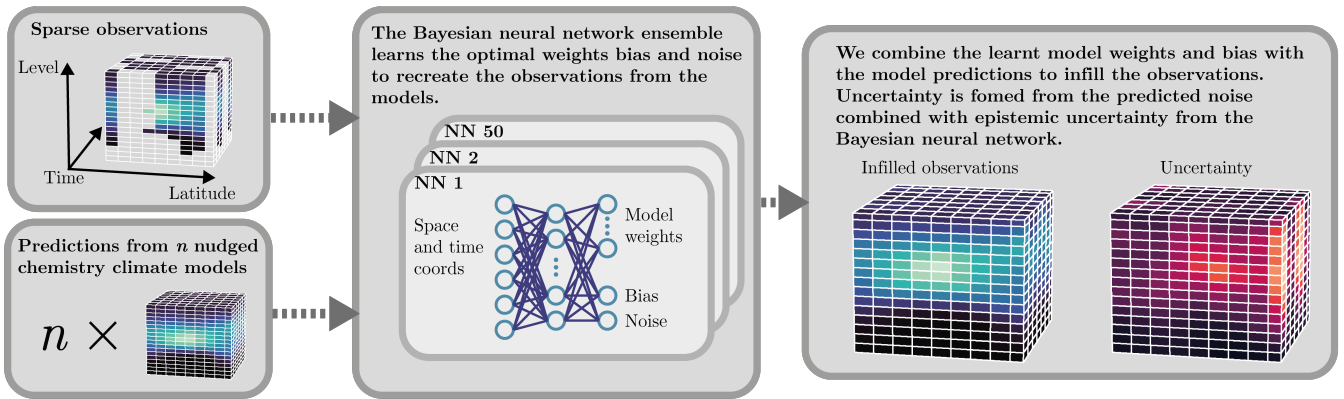 Sparse observations
Level
Time
Latitude
Predictions from n nudged
chemistry climate models
n ×
The Bayesian neural network ensemble
learns the optimal weights bias and noise
to recreate the observations from the
models.
NN 50
NN 2
NN 1
Space
and time
coords
Model
weights
Bias
Noise
We combine the learnt model weights and bias with
the model predictions to infill the observations.
Uncertainty is fomed from the predicted noise
combined with epistemic uncertainty from the
Bayesian neural network.
Infilled observations
Uncertainty